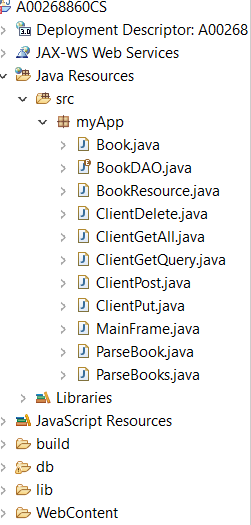 A00268860CS
Deployment Descriptor: A00268
JAX-WS Web Services
Java Resources
src
myApp
Book.java
BookDAO.java
BookResource.java
ClientDelete.java
ClientGetAll.java
ClientGetQuery.java
ClientPost.java
ClientPut.java
MainFrame.java
ParseBook.java
ParseBooks.java
Libraries
JavaScript Resources
build
db
lib
WebContent